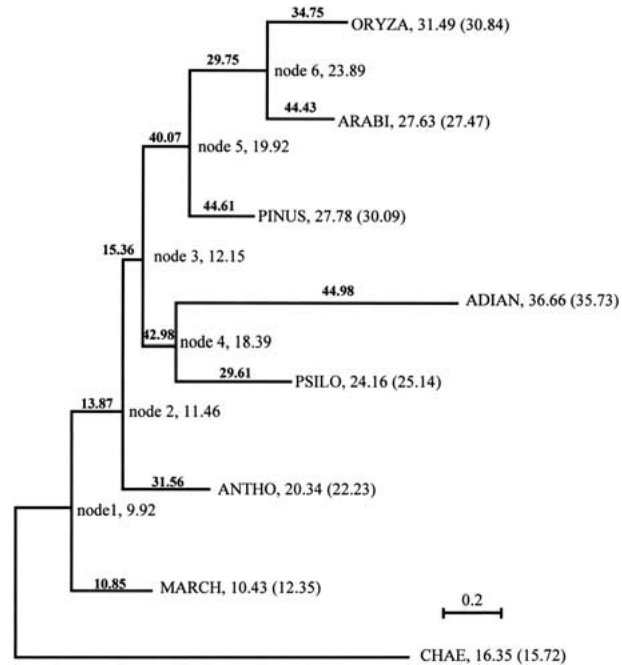 34.75
ORYZA, 31.49 (30.84)
29.75
node 6, 23.89
44.43
ARABI, 27.63 (27.47)
40.07
node 5, 19.92
44.61
PINUS, 27.78 (30.09)
15.36
node 3, 12.15
44.98
ADIAN, 36.66 (35.73)
42.98
node 4, 18.39
29.61
PSILO, 24.16 (25.14)
13.87
node 2, 11.46
31.56
ANTHO, 20.34 (22.23)
node1, 9.92
10.85
MARCH, 10.43 (12.35)
0.2
CHAE, 16.35 (15.72)